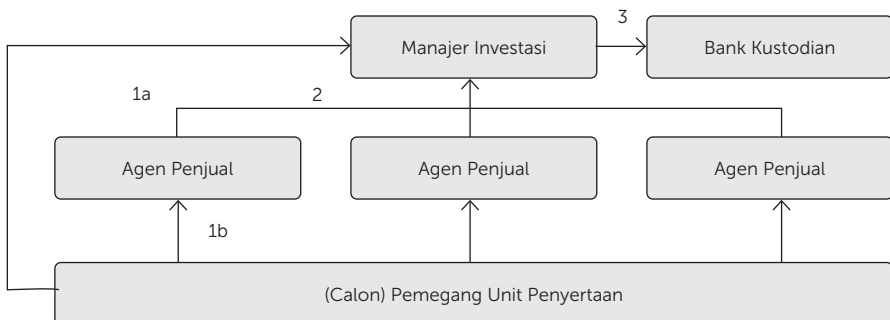 3
Manajer Investasi
Bank Kustodian
1a
2
Agen Penjual
Agen Penjual
Agen Penjual
1b
(Calon) Pemegang Unit Penyertaan